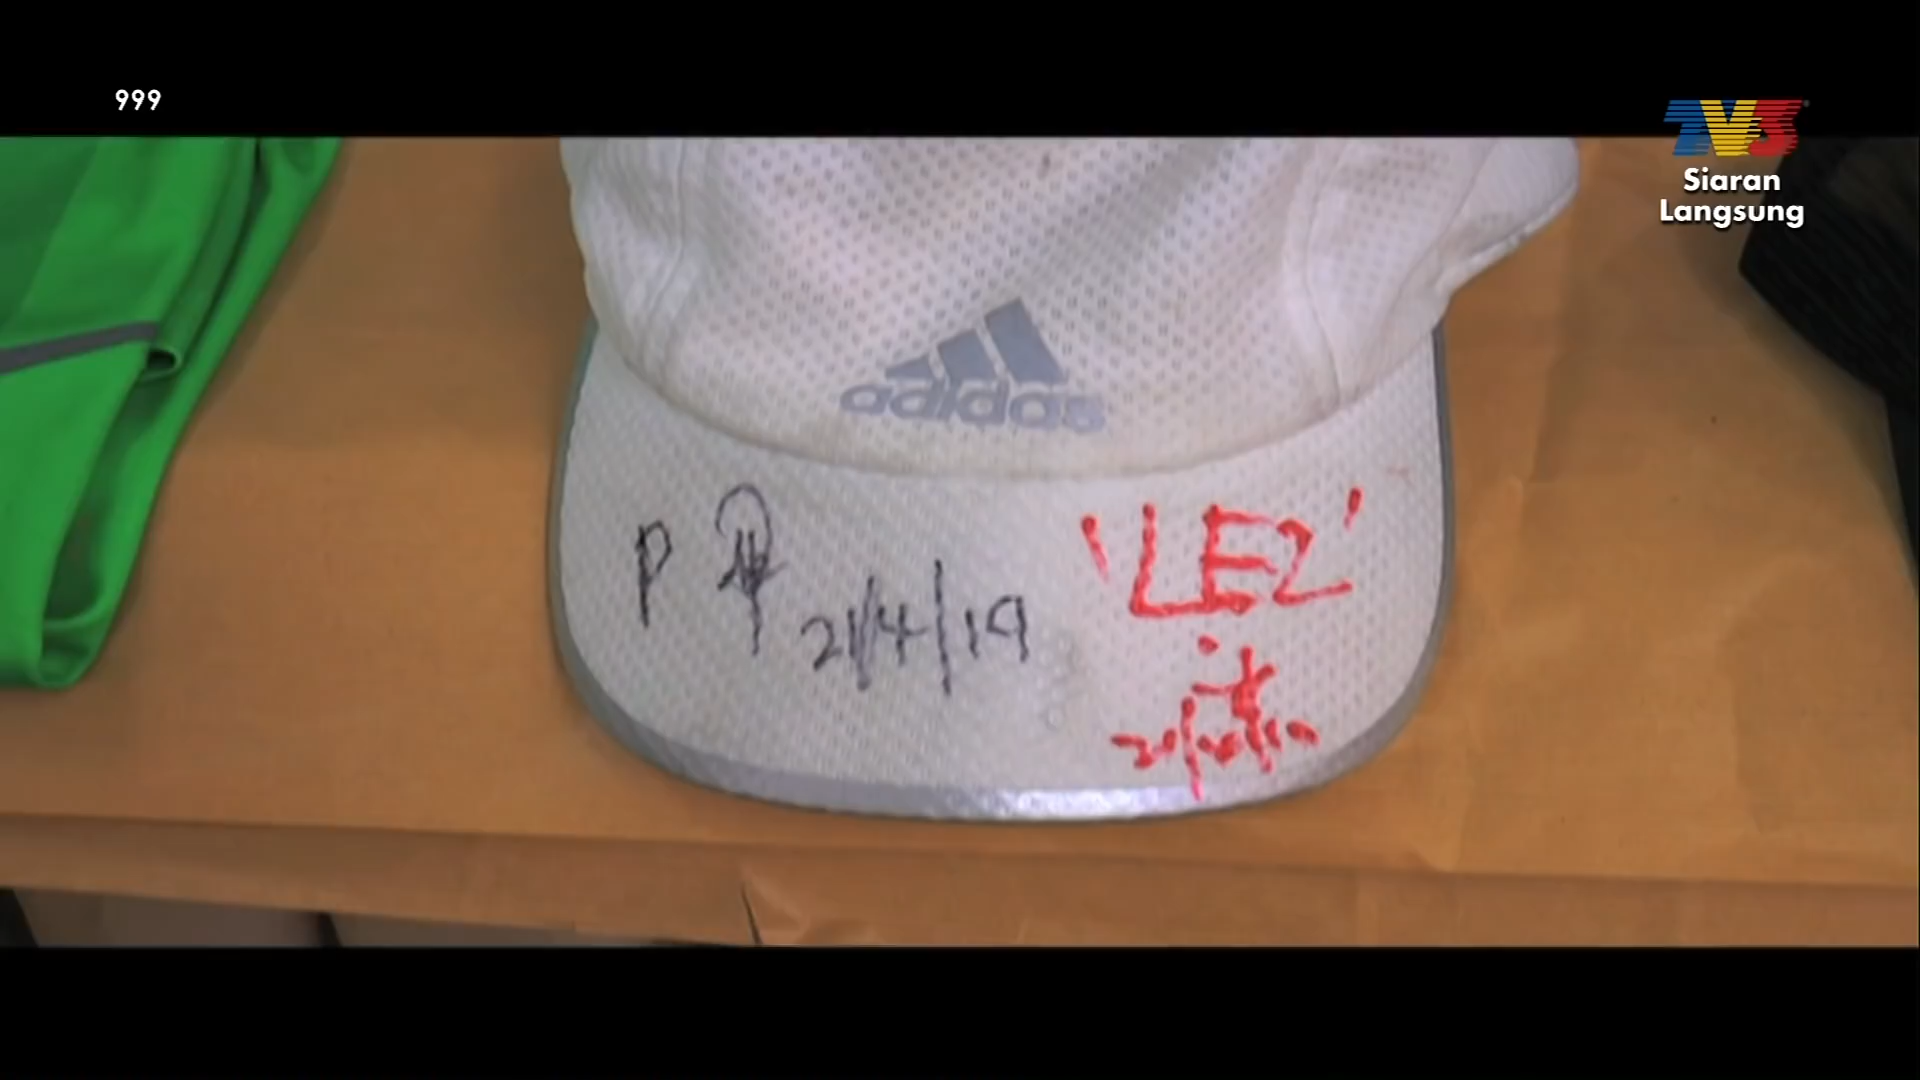 999
TV3
Siaran
Langsung
adidas
P
21/4/19
'LEZ'